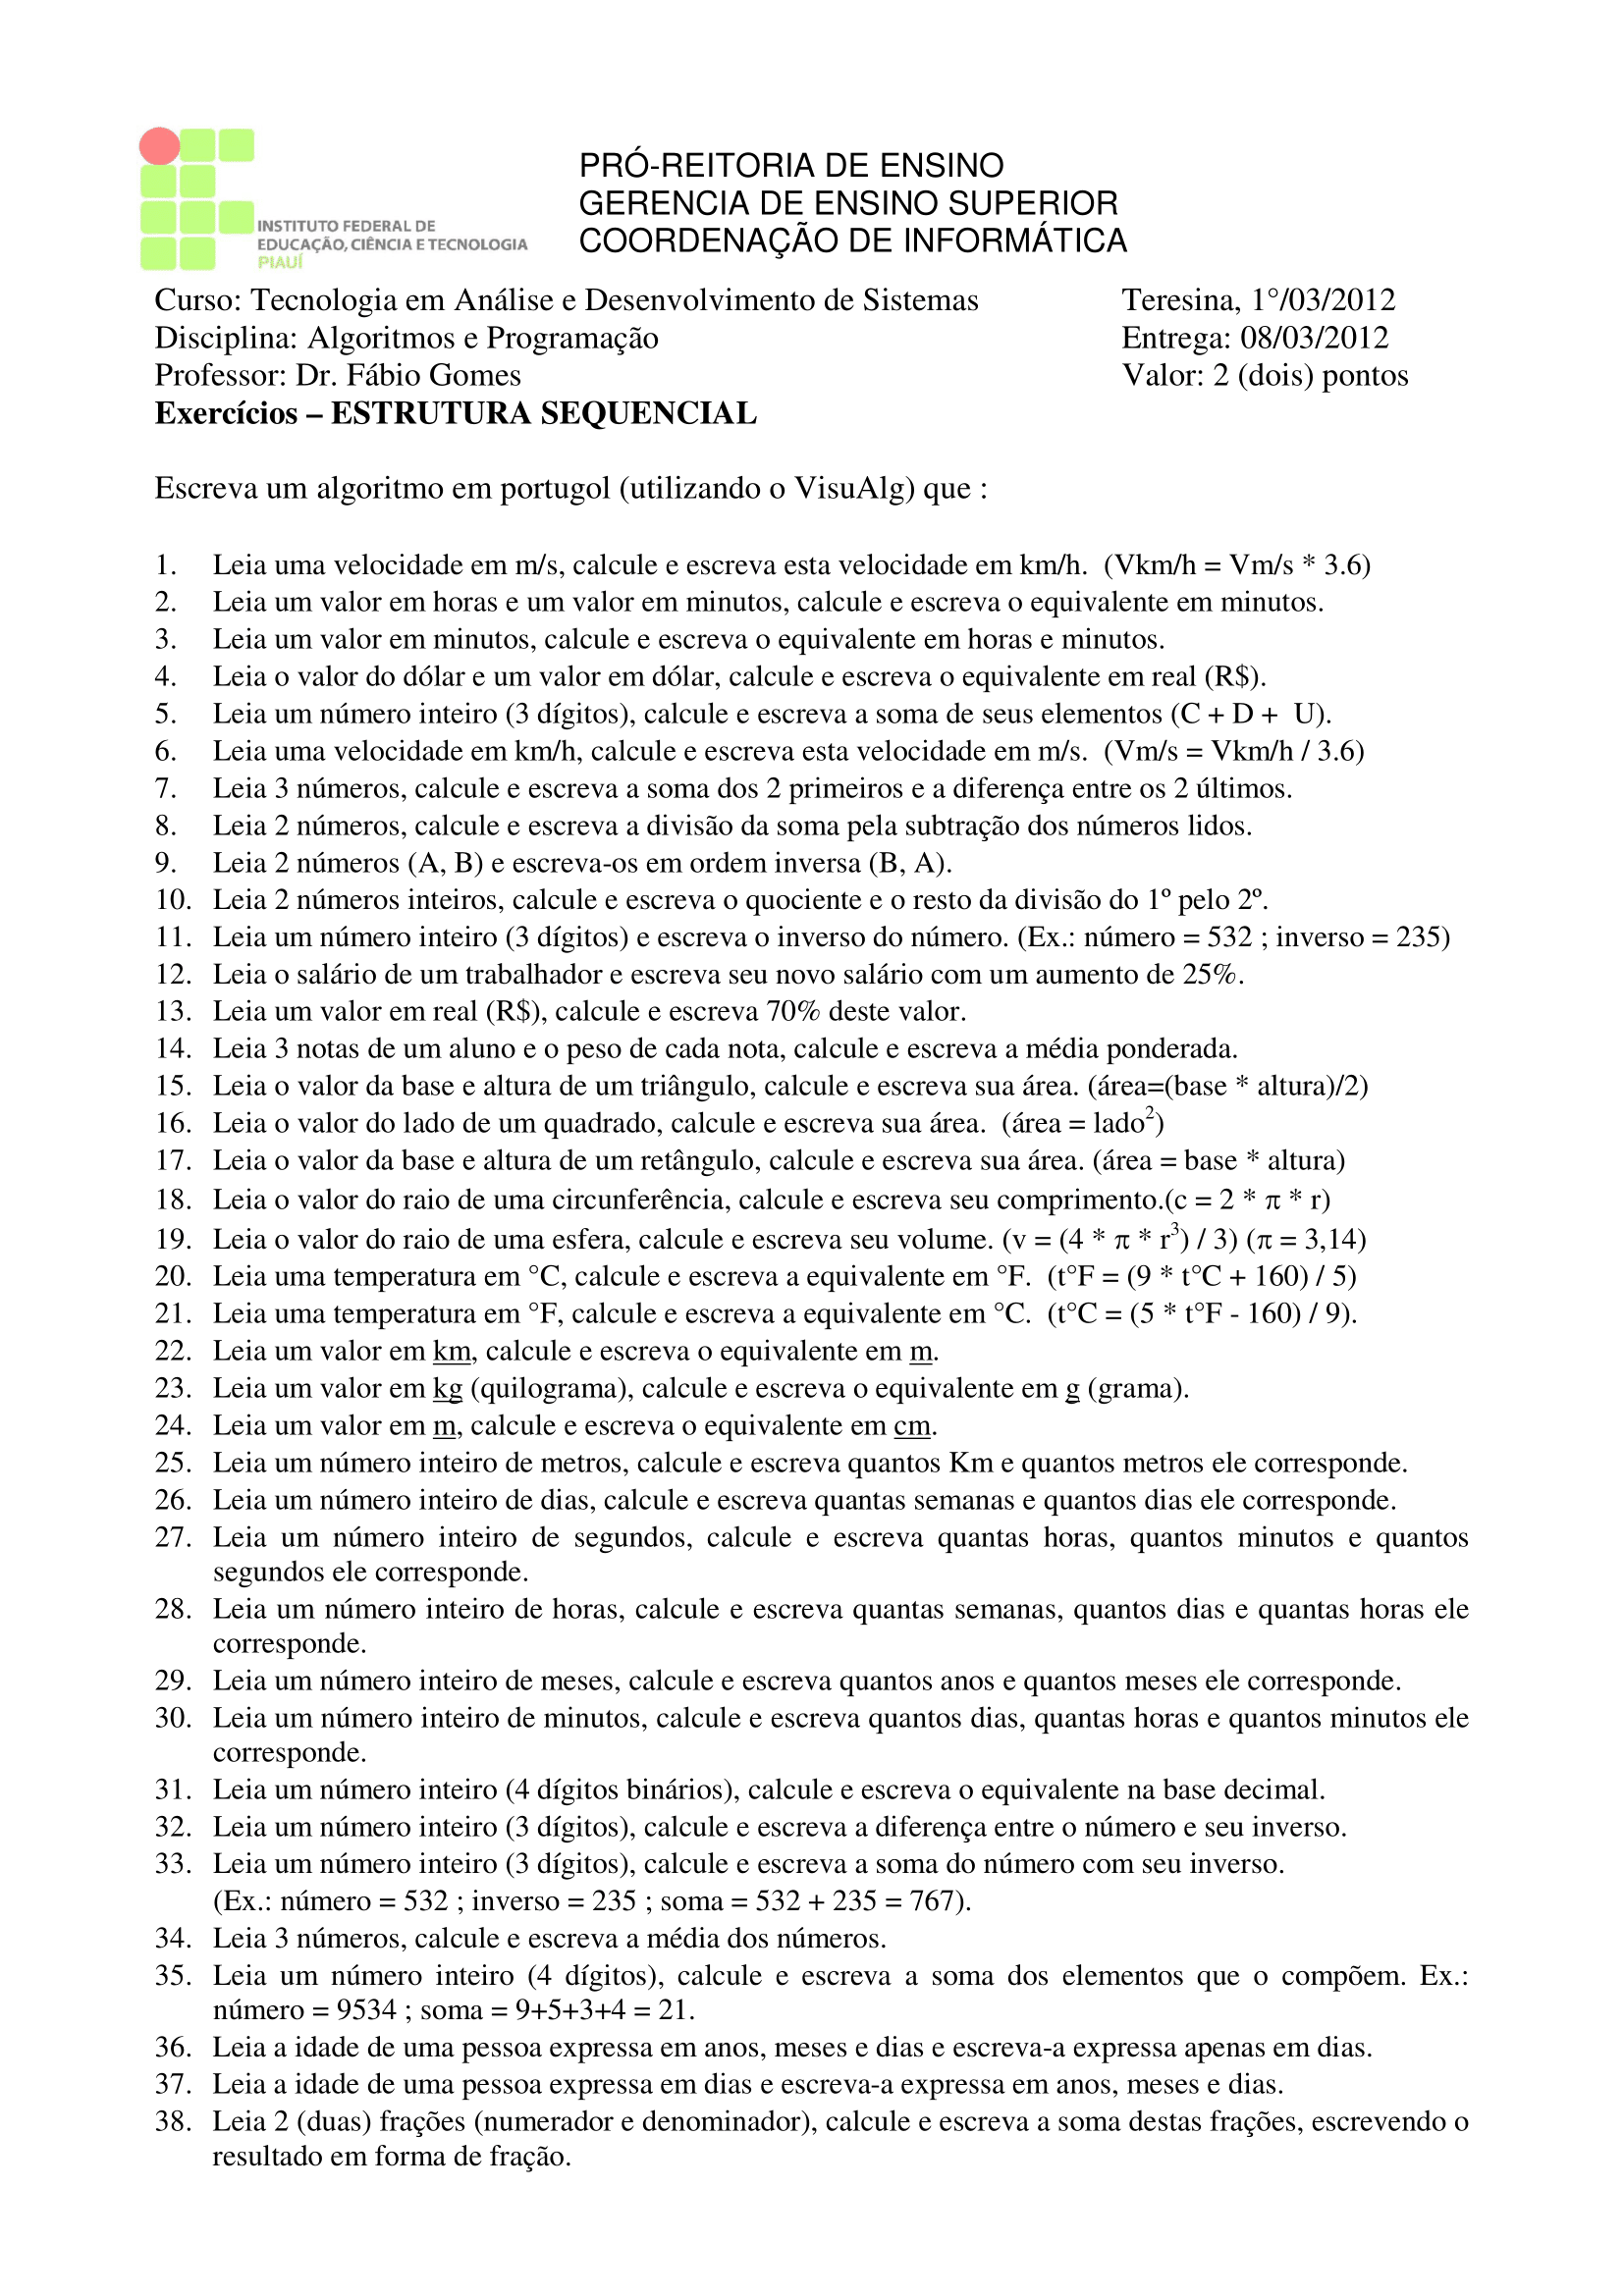 INSTITUTO FEDERAL DE
EDUCAÇÃO, CIÊNCIA E TECNOLOGIA
PIAUÍ
PRÓ-REITORIA DE ENSINO
GERENCIA DE ENSINO SUPERIOR
COORDENAÇÃO DE INFORMÁTICA
Curso: Tecnologia em Análise e Desenvolvimento de Sistemas Teresina, 1°/03/2012
Disciplina: Algoritmos e Programação Entrega: 08/03/2012
Professor: Dr. Fábio Gomes Valor: 2 (dois) pontos
Exercícios – ESTRUTURA SEQUENCIAL
Escreva um algoritmo em portugol (utilizando o VisuAlg) que :
1. Leia uma velocidade em m/s, calcule e escreva esta velocidade em km/h. (Vkm/h = Vm/s * 3.6)
2. Leia um valor em horas e um valor em minutos, calcule e escreva o equivalente em minutos.
3. Leia um valor em minutos, calcule e escreva o equivalente em horas e minutos.
4. Leia o valor do dólar e um valor em dólar, calcule e escreva o equivalente em real (R$).
5. Leia um número inteiro (3 dígitos), calcule e escreva a soma de seus elementos (C + D + U).
6. Leia uma velocidade em km/h, calcule e escreva esta velocidade em m/s. (Vm/s = Vkm/h / 3.6)
7. Leia 3 números, calcule e escreva a soma dos 2 primeiros e a diferença entre os 2 últimos.
8. Leia 2 números, calcule e escreva a divisão da soma pela subtração dos números lidos.
9. Leia 2 números (A, B) e escreva-os em ordem inversa (B, A).
10. Leia 2 números inteiros, calcule e escreva o quociente e o resto da divisão do 1º pelo 2º.
11. Leia um número inteiro (3 dígitos) e escreva o inverso do número. (Ex.: número = 532 ; inverso = 235)
12. Leia o salário de um trabalhador e escreva seu novo salário com um aumento de 25%.
13. Leia um valor em real (R$), calcule e escreva 70% deste valor.
14. Leia 3 notas de um aluno e o peso de cada nota, calcule e escreva a média ponderada.
15. Leia o valor da base e altura de um triângulo, calcule e escreva sua área. (área=(base * altura)/2)
16. Leia o valor do lado de um quadrado, calcule e escreva sua área. (área = lado²)
17. Leia o valor da base e altura de um retângulo, calcule e escreva sua área. (área = base * altura)
18. Leia o valor do raio de uma circunferência, calcule e escreva seu comprimento.(c = 2 * π * r)
19. Leia o valor do raio de uma esfera, calcule e escreva seu volume. (v = (4 * π * r³) / 3) (π = 3,14)
20. Leia uma temperatura em °C, calcule e escreva a equivalente em °F. (t°F = (9 * t°C + 160) / 5)
21. Leia uma temperatura em °F, calcule e escreva a equivalente em °C. (t°C = (5 * t°F - 160) / 9).
22. Leia um valor em km, calcule e escreva o equivalente em m.
23. Leia um valor em kg (quilograma), calcule e escreva o equivalente em g (grama).
24. Leia um valor em m, calcule e escreva o equivalente em cm.
25. Leia um número inteiro de metros, calcule e escreva quantos Km e quantos metros ele corresponde.
26. Leia um número inteiro de dias, calcule e escreva quantas semanas e quantos dias ele corresponde.
27. Leia um número inteiro de segundos, calcule e escreva quantas horas, quantos minutos e quantos
segundos ele corresponde.
28. Leia um número inteiro de horas, calcule e escreva quantas semanas, quantos dias e quantas horas ele
corresponde.
29. Leia um número inteiro de meses, calcule e escreva quantos anos e quantos meses ele corresponde.
30. Leia um número inteiro de minutos, calcule e escreva quantos dias, quantas horas e quantos minutos ele
corresponde.
31. Leia um número inteiro (4 dígitos binários), calcule e escreva o equivalente na base decimal.
32. Leia um número inteiro (3 dígitos), calcule e escreva a diferença entre o número e seu inverso.
33. Leia um número inteiro (3 dígitos), calcule e escreva a soma do número com seu inverso.
(Ex.: número = 532 ; inverso = 235 ; soma = 532 + 235 = 767).
34. Leia 3 números, calcule e escreva a média dos números.
35. Leia um número inteiro (4 dígitos), calcule e escreva a soma dos elementos que o compõem. Ex.:
número = 9534 ; soma = 9+5+3+4 = 21.
36. Leia a idade de uma pessoa expressa em anos, meses e dias e escreva-a expressa apenas em dias.
37. Leia a idade de uma pessoa expressa em dias e escreva-a expressa em anos, meses e dias.
38. Leia 2 (duas) frações (numerador e denominador), calcule e escreva a soma destas frações, escrevendo o
resultado em forma de fração.